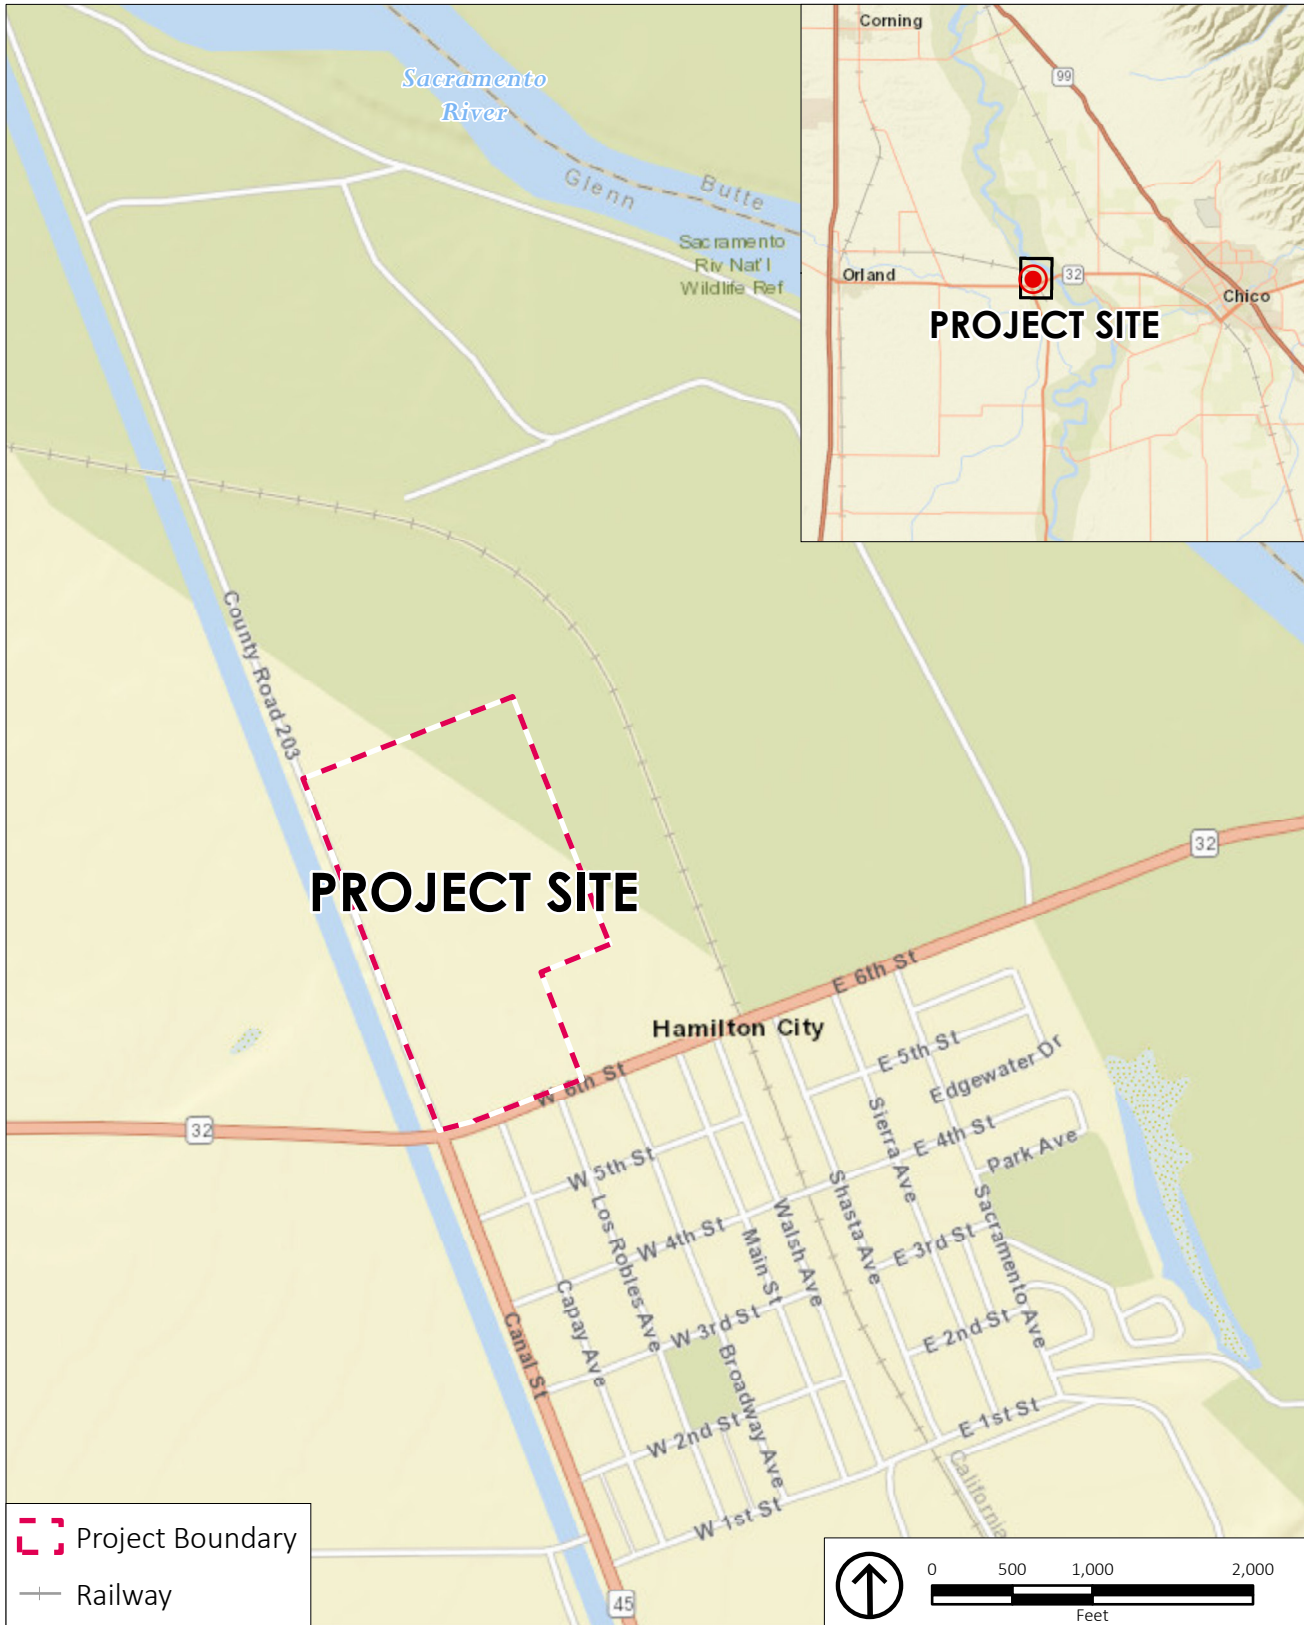 Sacramento
River
Glenn
Butte
Sacramento
Riv Nat'l
Wildlife Ref
Corning
99
Orland
32
Chico
PROJECT SITE
County Road 203
PROJECT SITE
32
E 6th St
Hamilton City
W 6th St
32
E 5th St
Edgewater Dr
Sierra Ave
E 4th St
Park Ave
W 5th St
Los Robles Ave
W 4th St
Main St
Walsh Ave
Shasta Ave
E 3rd St
Sacramento Ave
Capay Ave
Canal St
W 3rd St
E 2nd St
Broadway Ave
W 2nd St
E 1st St
W 1st St
California
45
Project Boundary
Railway
0 500 1,000 2,000
Feet